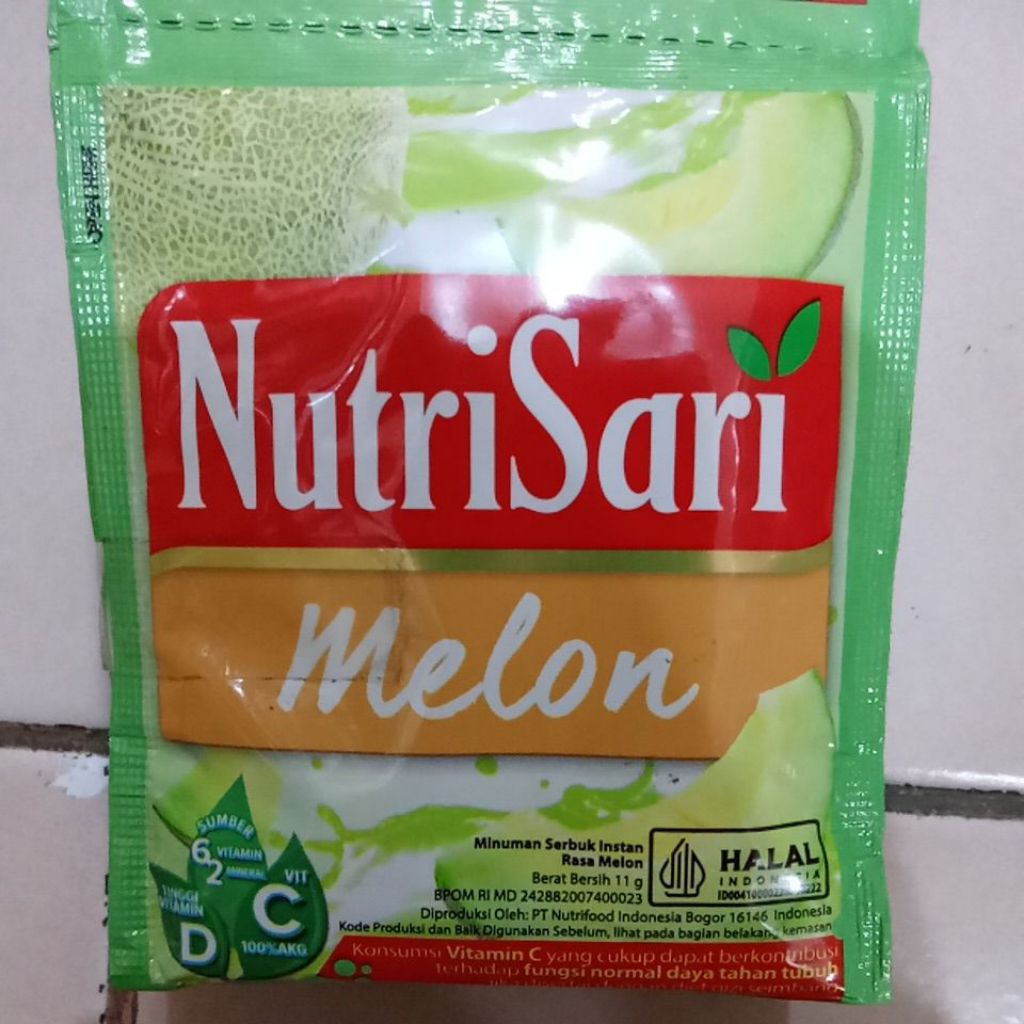 NutriSari
Melon
SUMBER
6 VITAMIN
2 MINERAL
TINGGI
VITAMIN
D
VIT
C
100%AKG
Minuman Serbuk Instan
Rasa Melon
Berat Bersih 11 g
BPOM RI MD 242882007400023
HALAL
INDONESIA
Diproduksi Oleh: PT Nutrifood Indonesia Bogor 16146 Indonesia
Kode Produksi dan Baik Digunakan Sebelum, lihat pada bagian belakang kemasan
Konsumsi Vitamin C yang cukup dapat berkontribusi
terhadap fungsi normal daya tahan tubuh